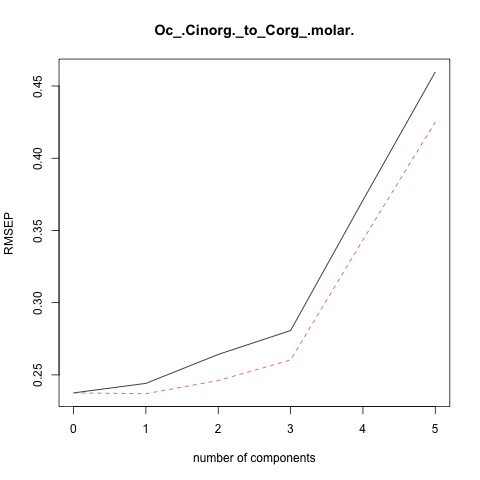 Oc_.Cinorg._to_Corg_.molar.
RMSEP
0.45
0.40
0.35
0.30
0.25
0 1 2 3 4 5
number of components